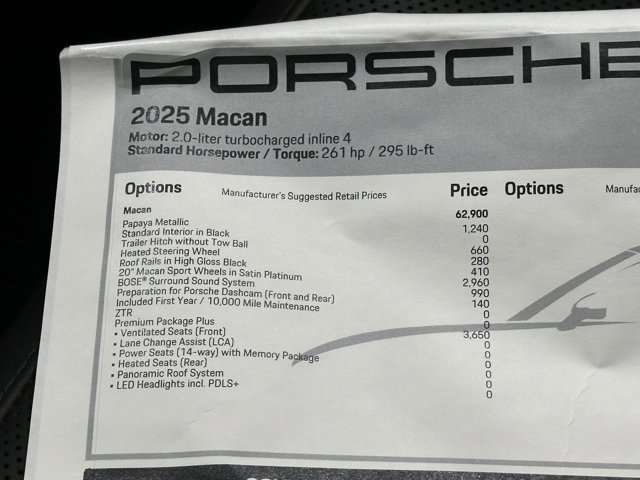 PORSCHE
2025 Macan
Motor: 2.0-liter turbocharged inline 4
Standard Horsepower / Torque: 261 hp / 295 lb-ft
Options Manufacturer's Suggested Retail Prices Price Options
Macan 62,900
Papaya Metallic 1,240
Standard Interior in Black 0
Trailer Hitch without Tow Ball 660
Heated Steering Wheel 280
Roof Rails in High Gloss Black 410
20" Macan Sport Wheels in Satin Platinum 2,960
BOSE® Surround Sound System 990
Preparation for Porsche Dashcam (Front and Rear) 140
Included First Year / 10,000 Mile Maintenance 0
ZTR 0
Premium Package Plus 3,650
• Ventilated Seats (Front) 0
• Lane Change Assist (LCA) 0
• Power Seats (14-way) with Memory Package 0
• Heated Seats (Rear) 0
• Panoramic Roof System 0
• LED Headlights incl. PDLS+ 0